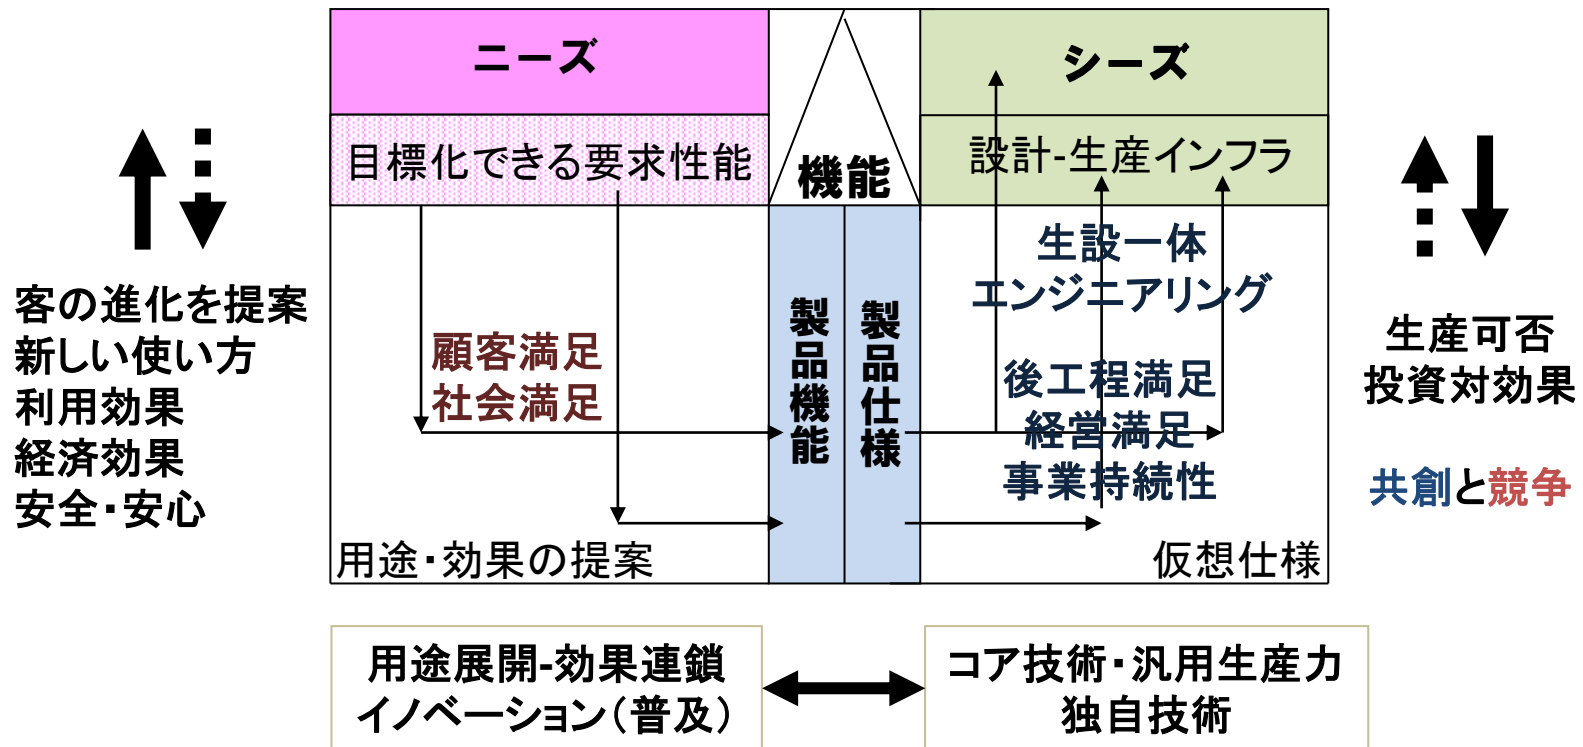 ニーズ
シーズ
目標化できる要求性能
機能
設計-生産インフラ
客の進化を提案
新しい使い方
利用効果
経済効果
安全・安心
顧客満足
社会満足
製品機能
製品仕様
生設一体
エンジニアリング
後工程満足
経営満足
事業持続性
用途・効果の提案
仮想仕様
生産可否
投資対効果
共創と競争
用途展開-効果連鎖
イノベーション(普及)
コア技術・汎用生産力
独自技術